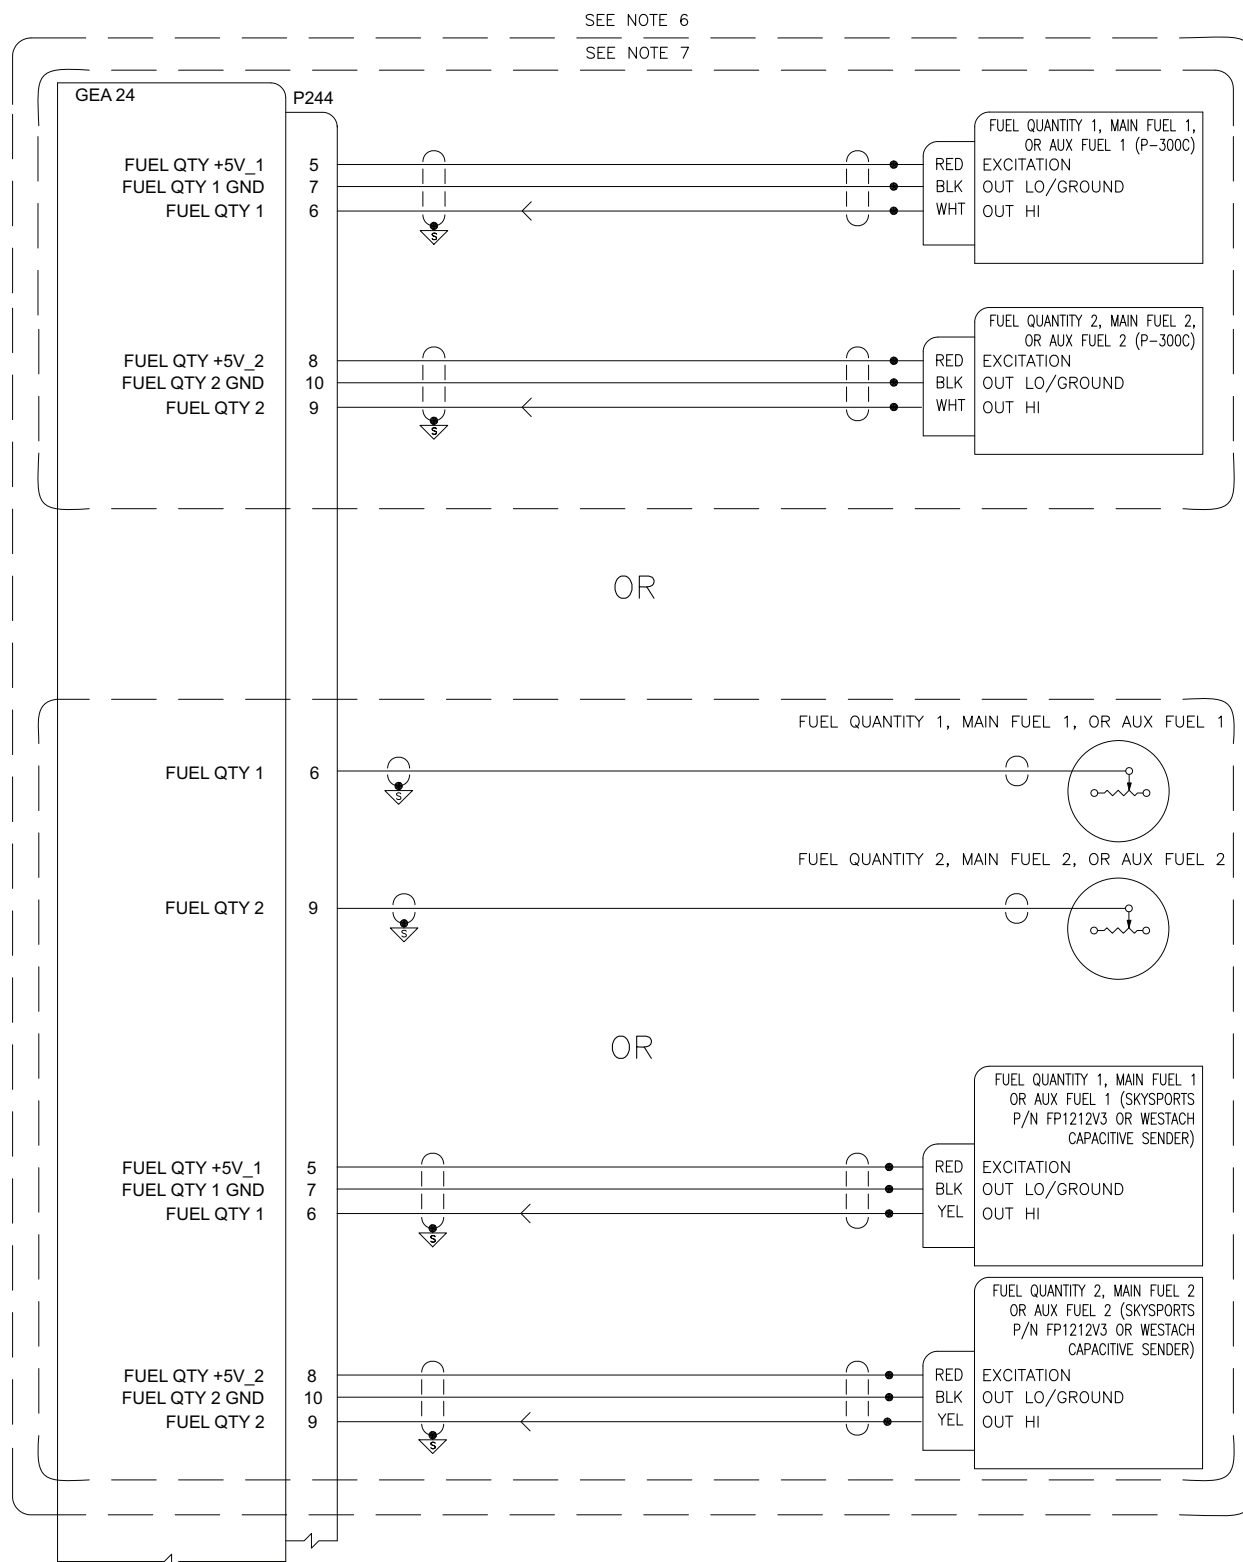 SEE NOTE 6
SEE NOTE 7
GEA 24
P244
FUEL QUANTITY 1, MAIN FUEL 1,
OR AUX FUEL 1 (P-300C)
FUEL QTY +5V_1 5 RED EXCITATION
FUEL QTY 1 GND 7 BLK OUT LO/GROUND
FUEL QTY 1 6 WHT OUT HI
S
FUEL QUANTITY 2, MAIN FUEL 2,
OR AUX FUEL 2 (P-300C)
FUEL QTY +5V_2 8 RED EXCITATION
FUEL QTY 2 GND 10 BLK OUT LO/GROUND
FUEL QTY 2 9 WHT OUT HI
S
OR
FUEL QUANTITY 1, MAIN FUEL 1, OR AUX FUEL 1
FUEL QTY 1 6
S
FUEL QUANTITY 2, MAIN FUEL 2, OR AUX FUEL 2
FUEL QTY 2 9
S
OR
FUEL QUANTITY 1, MAIN FUEL 1
OR AUX FUEL 1 (SKYSPORTS
P/N FP1212V3 OR WESTACH
CAPACITIVE SENDER)
FUEL QTY +5V_1 5 RED EXCITATION
FUEL QTY 1 GND 7 BLK OUT LO/GROUND
FUEL QTY 1 6 YEL OUT HI
S
FUEL QUANTITY 2, MAIN FUEL 2
OR AUX FUEL 2 (SKYSPORTS
P/N FP1212V3 OR WESTACH
CAPACITIVE SENDER)
FUEL QTY +5V_2 8 RED EXCITATION
FUEL QTY 2 GND 10 BLK OUT LO/GROUND
FUEL QTY 2 9 YEL OUT HI
S